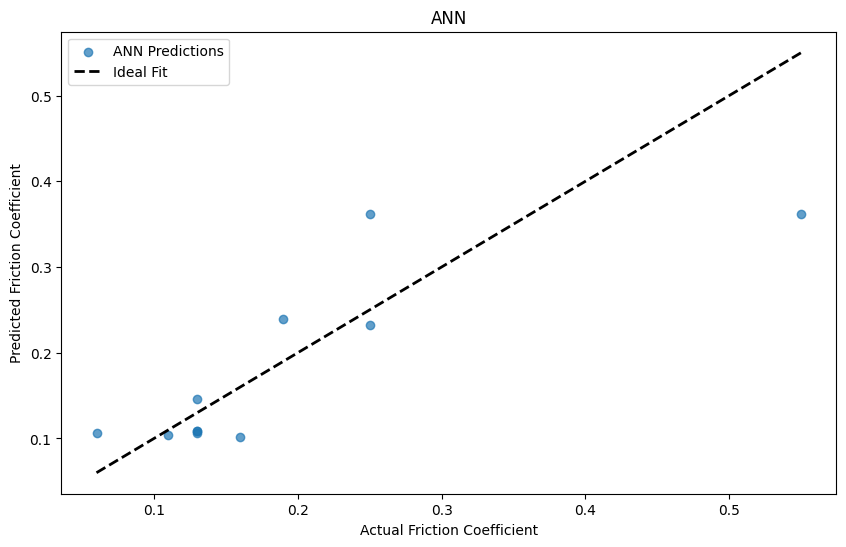 ANN
ANN Predictions
Ideal Fit
0.5
0.4
0.3
0.2
0.1
Predicted Friction Coefficient
0.1 0.2 0.3 0.4 0.5
Actual Friction Coefficient